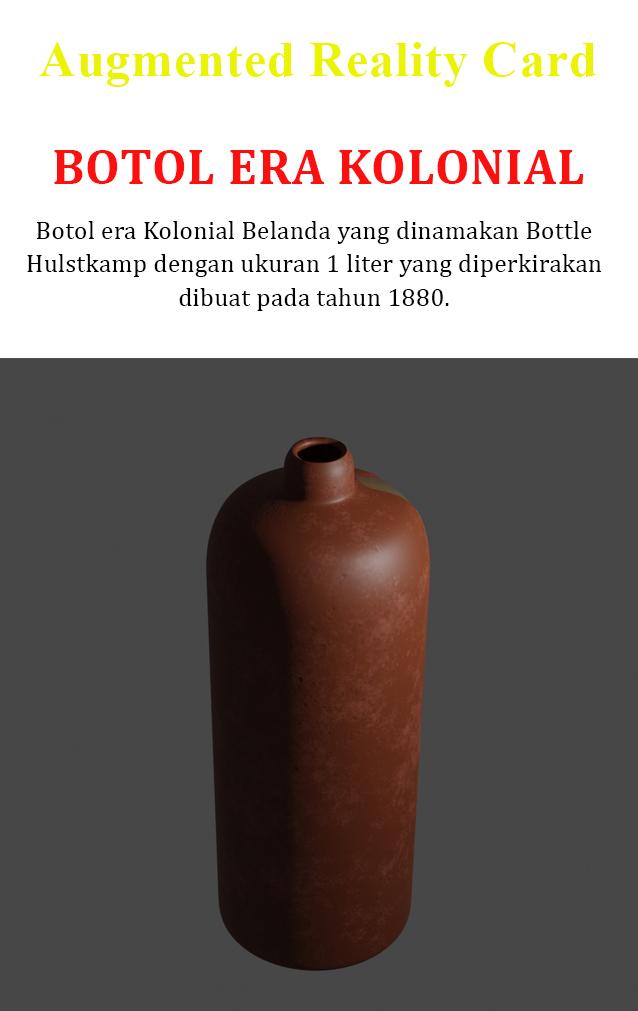 Augmented Reality Card
BOTOL ERA KOLONIAL
Botol era Kolonial Belanda yang dinamakan Bottle
Hulstkamp dengan ukuran 1 liter yang diperkirakan
dibuat pada tahun 1880.